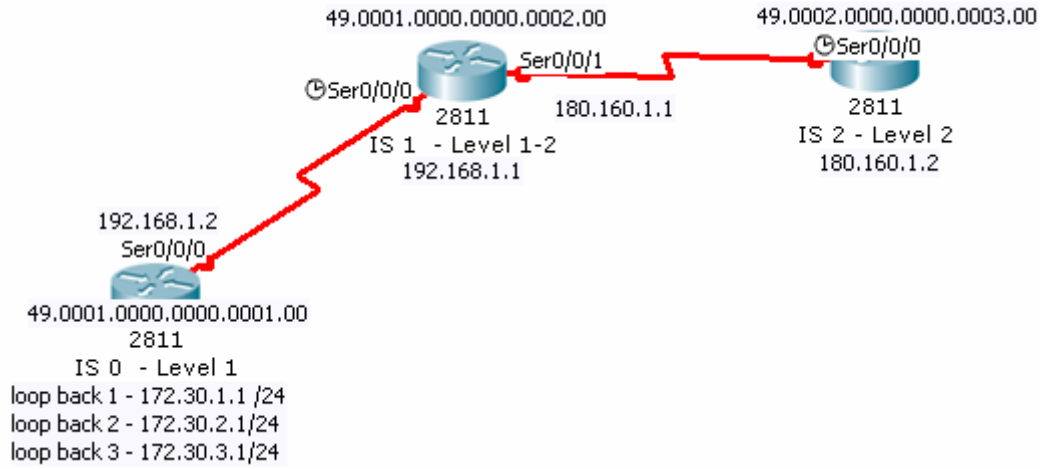 49.0001.0000.0000.0002.00
49.0002.0000.0000.0003.00
Ser0/0/0
Ser0/0/1
Ser0/0/0
2811
IS 1 - Level 1-2
192.168.1.1
180.160.1.1
2811
IS 2 - Level 2
180.160.1.2
192.168.1.2
Ser0/0/0
49.0001.0000.0000.0001.00
2811
IS 0 - Level 1
loop back 1 - 172.30.1.1 /24
loop back 2 - 172.30.2.1/24
loop back 3 - 172.30.3.1/24